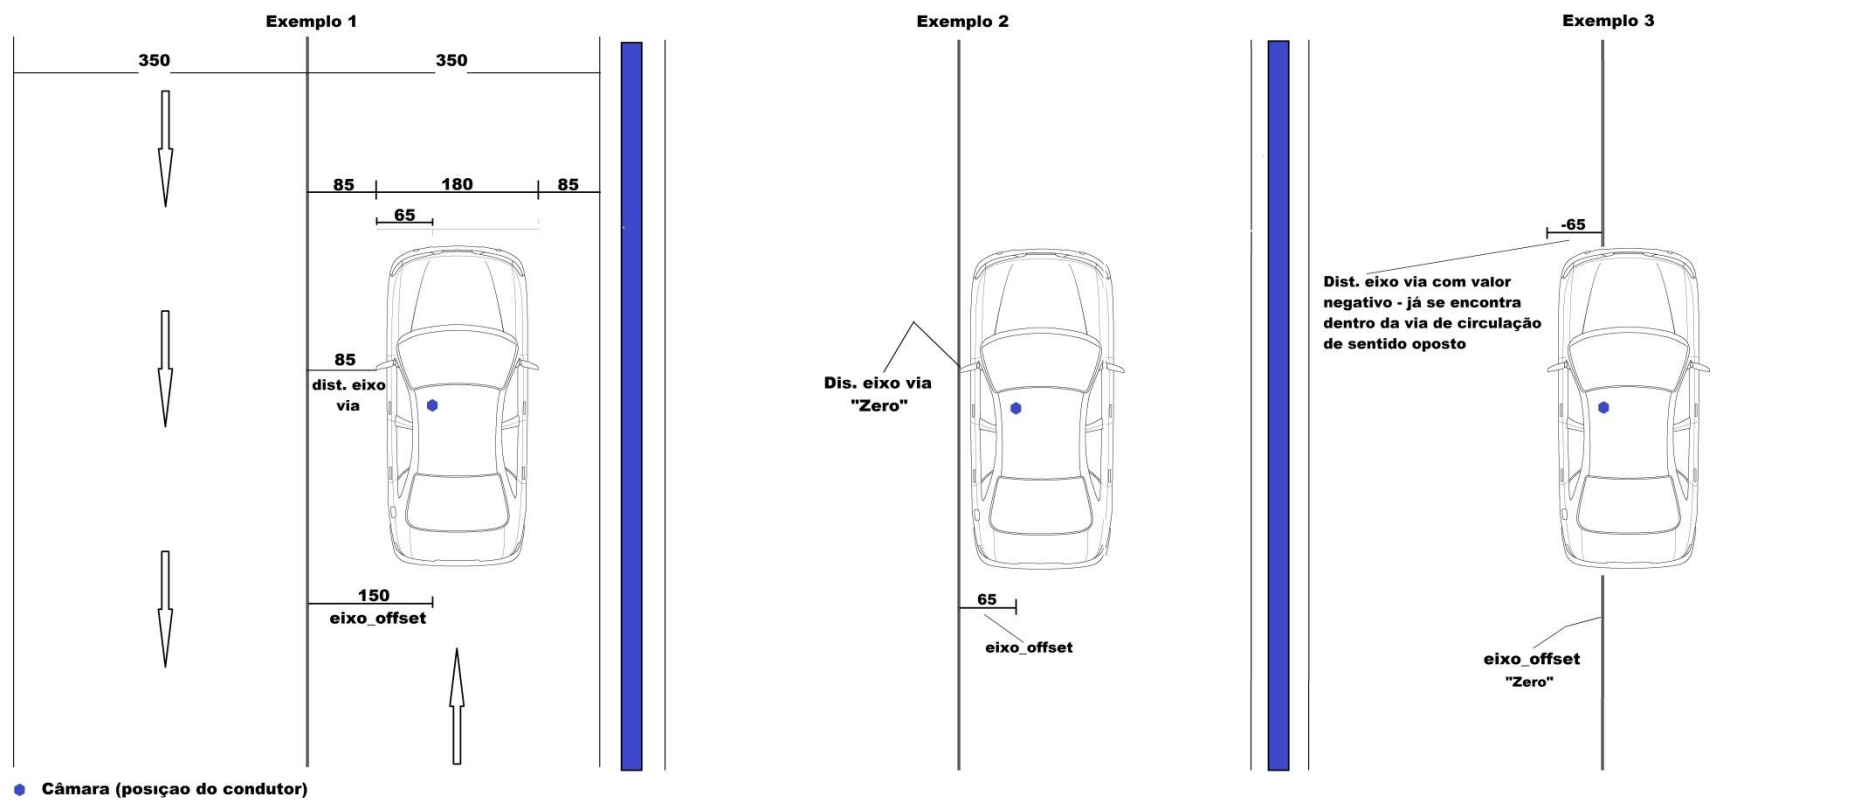 Exemplo 1
350
350
85
180
85
65
85
dist. eixo
via
150
eixo_offset
Exemplo 2
Dis. eixo via
"Zero"
65
eixo_offset
Exemplo 3
-65
Dist. eixo via com valor
negativo - já se encontra
dentro da via de circulação
de sentido oposto
eixo_offset
"Zero"
Câmara (posıçao do condutor)